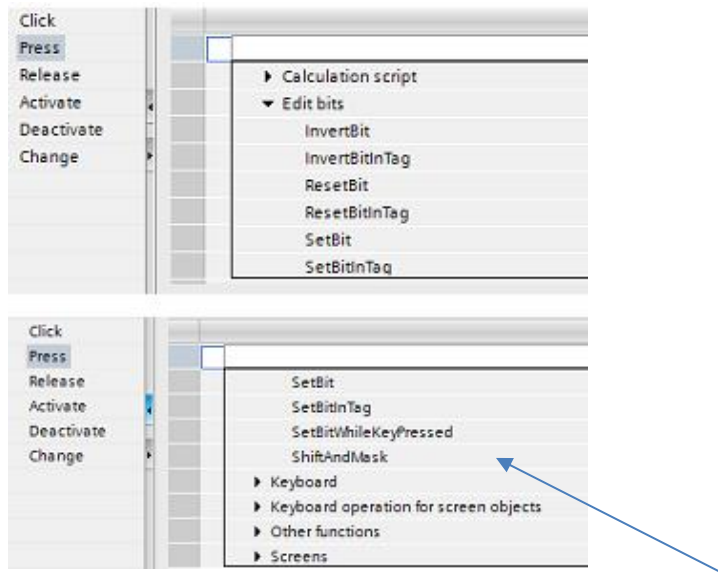 Click
Press
Release
Activate
Deactivate
Change
Calculation script
Edit bits
InvertBit
InvertBitInTag
ResetBit
ResetBitInTag
SetBit
SetBitInTag
Click
Press
Release
Activate
Deactivate
Change
SetBit
SetBitInTag
SetBitWhileKeyPressed
ShiftAndMask
Keyboard
Keyboard operation for screen objects
Other functions
Screens